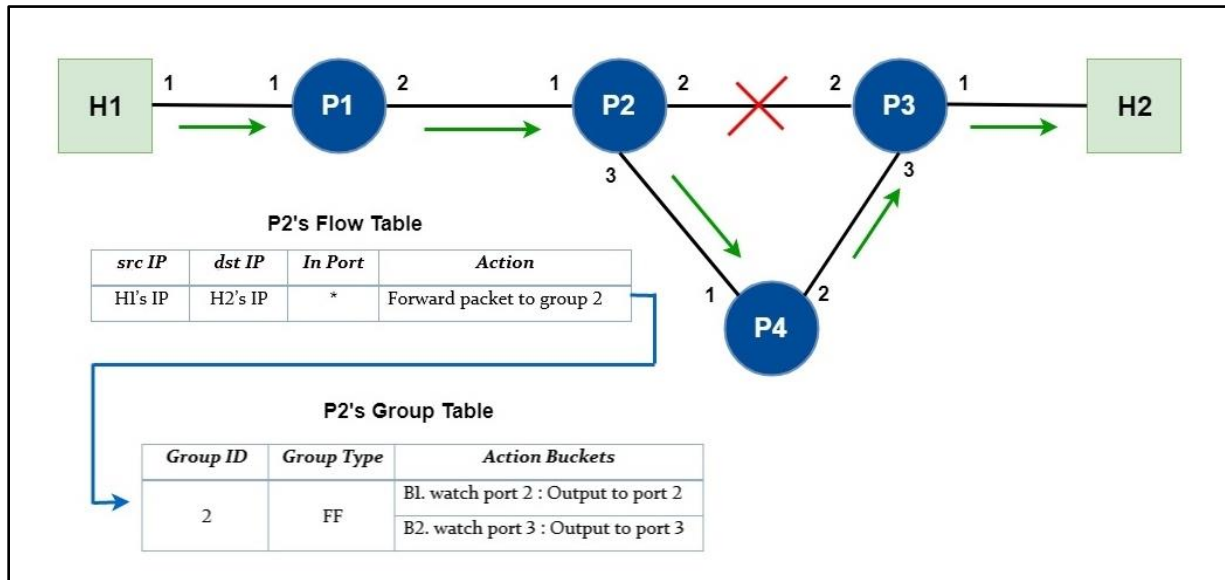 H1 1 1 P1 2 1 P2 2 2 P3 1 H2
3 3
P2's Flow Table
src IP dst IP In Port Action
H1's IP H2's IP * Forward packet to group 2
1 2
P4
P2's Group Table
Group ID Group Type Action Buckets
2 FF
B1. watch port 2 : Output to port 2
B2. watch port 3 : Output to port 3